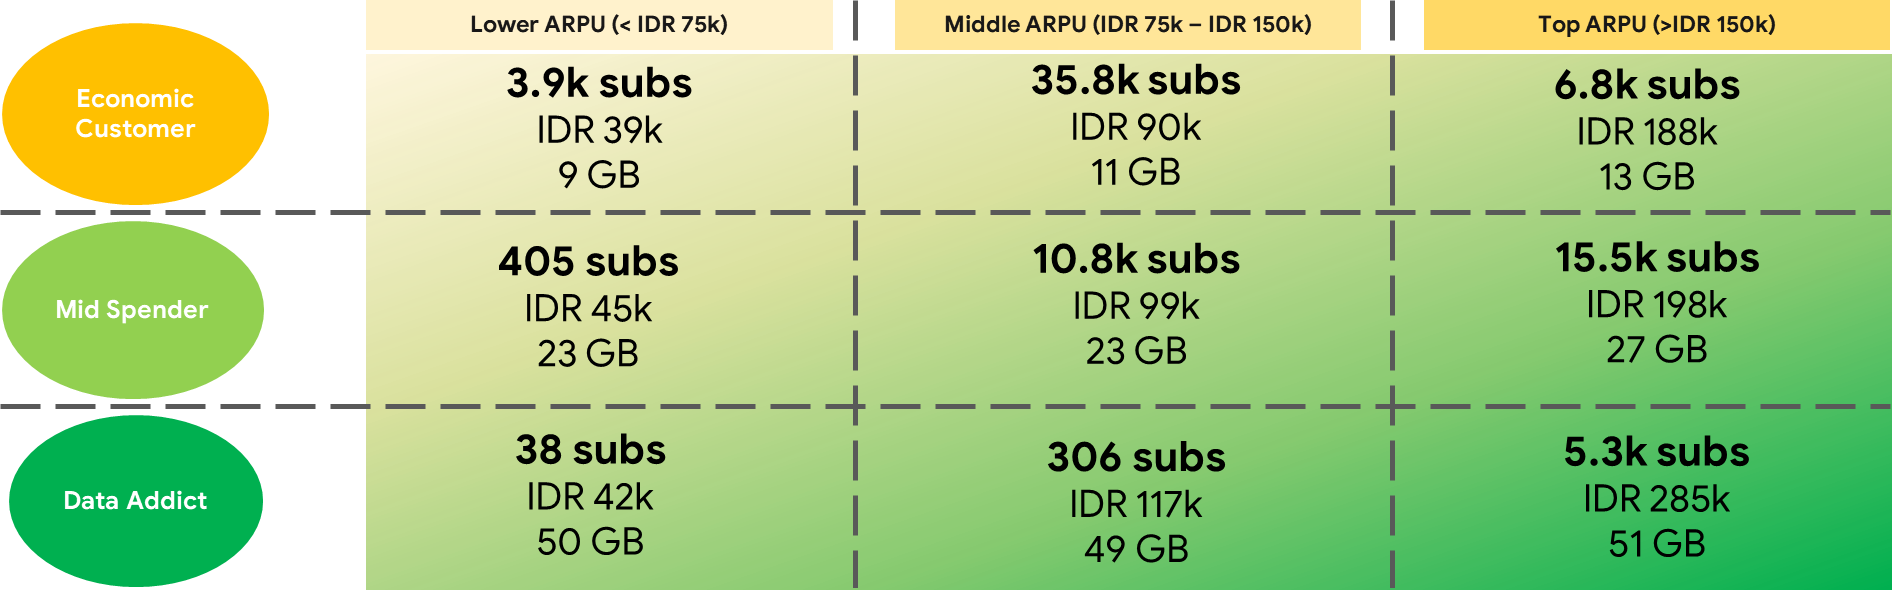 Lower ARPU (< IDR 75k)
Middle ARPU (IDR 75k – IDR 150k)
Top ARPU (>IDR 150k)
Economic
Customer
3.9k subs
IDR 39k
9 GB
35.8k subs
IDR 90k
11 GB
6.8k subs
IDR 188k
13 GB
Mid Spender
405 subs
IDR 45k
23 GB
10.8k subs
IDR 99k
23 GB
15.5k subs
IDR 198k
27 GB
Data Addict
38 subs
IDR 42k
50 GB
306 subs
IDR 117k
49 GB
5.3k subs
IDR 285k
51 GB